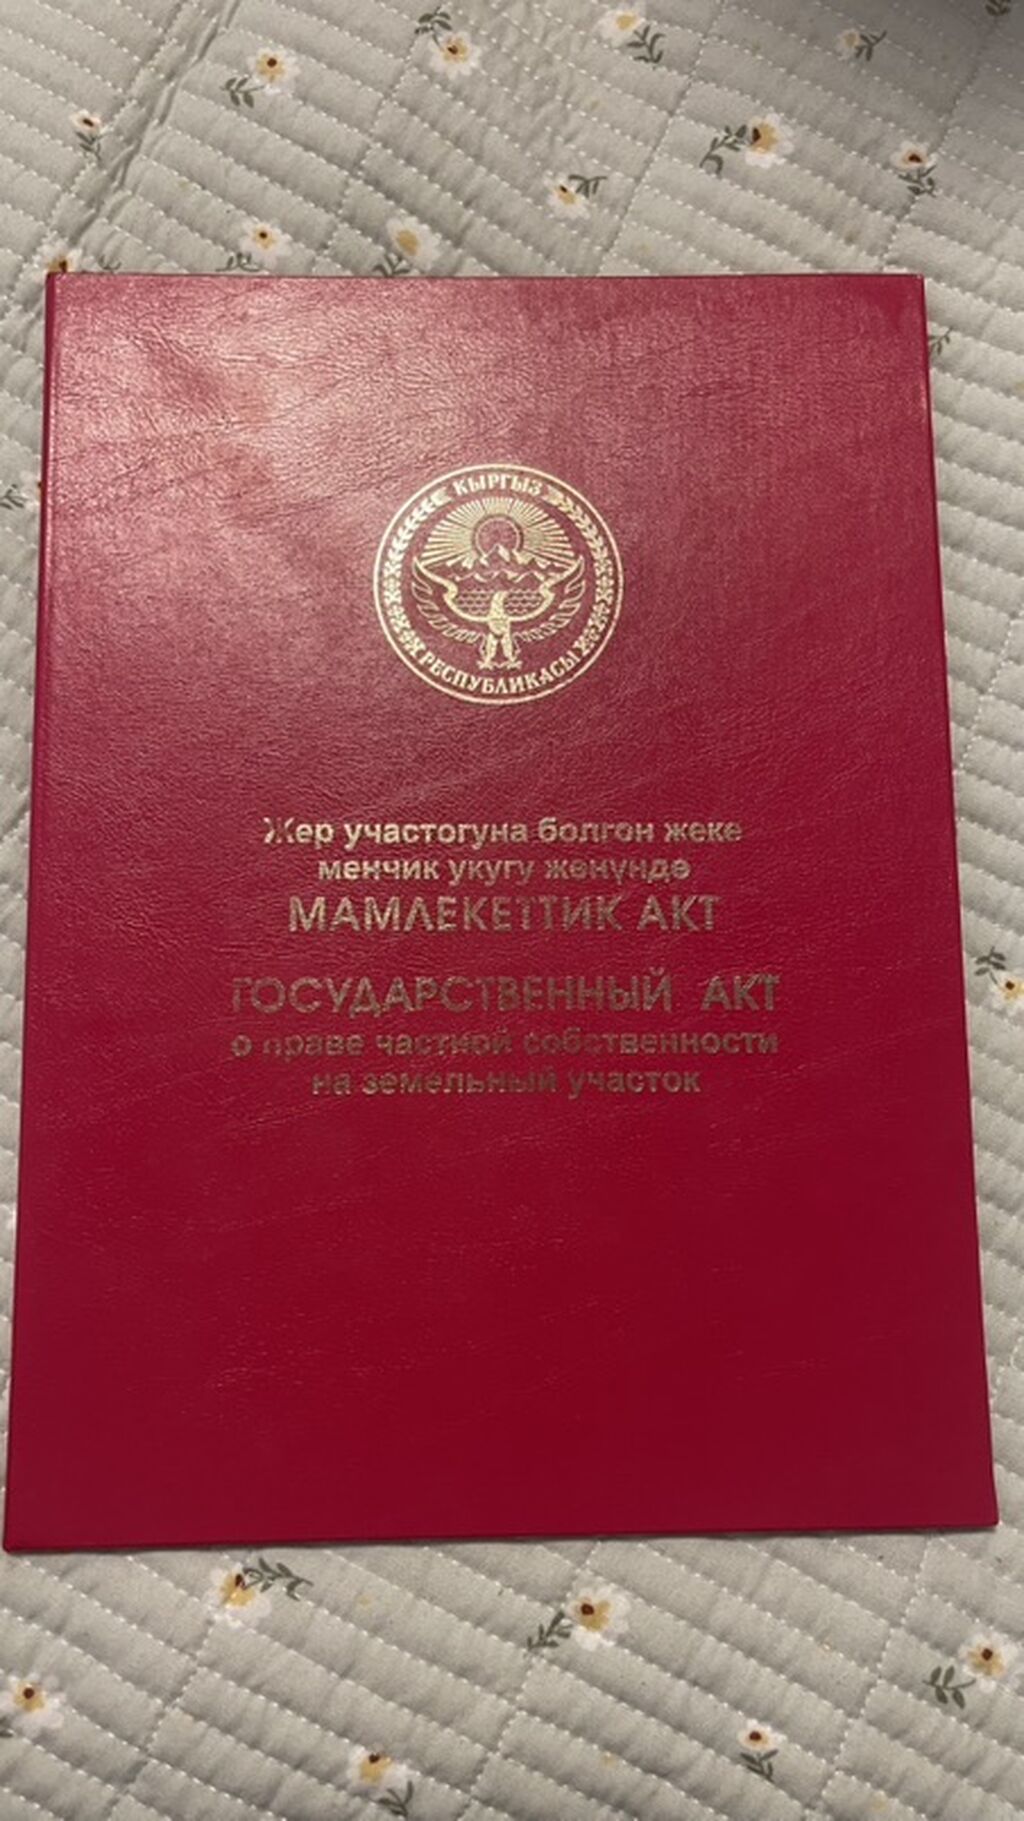 КЫРГЫЗ
РЕСПУБЛИКАСЫ
Жер участогуна болгон жеке
менчик укугу жөнүндө
МАМЛЕКЕТТИК АКТ
ГОСУДАРСТВЕННЫЙ АКТ
о праве частной собственности
на земельный участок